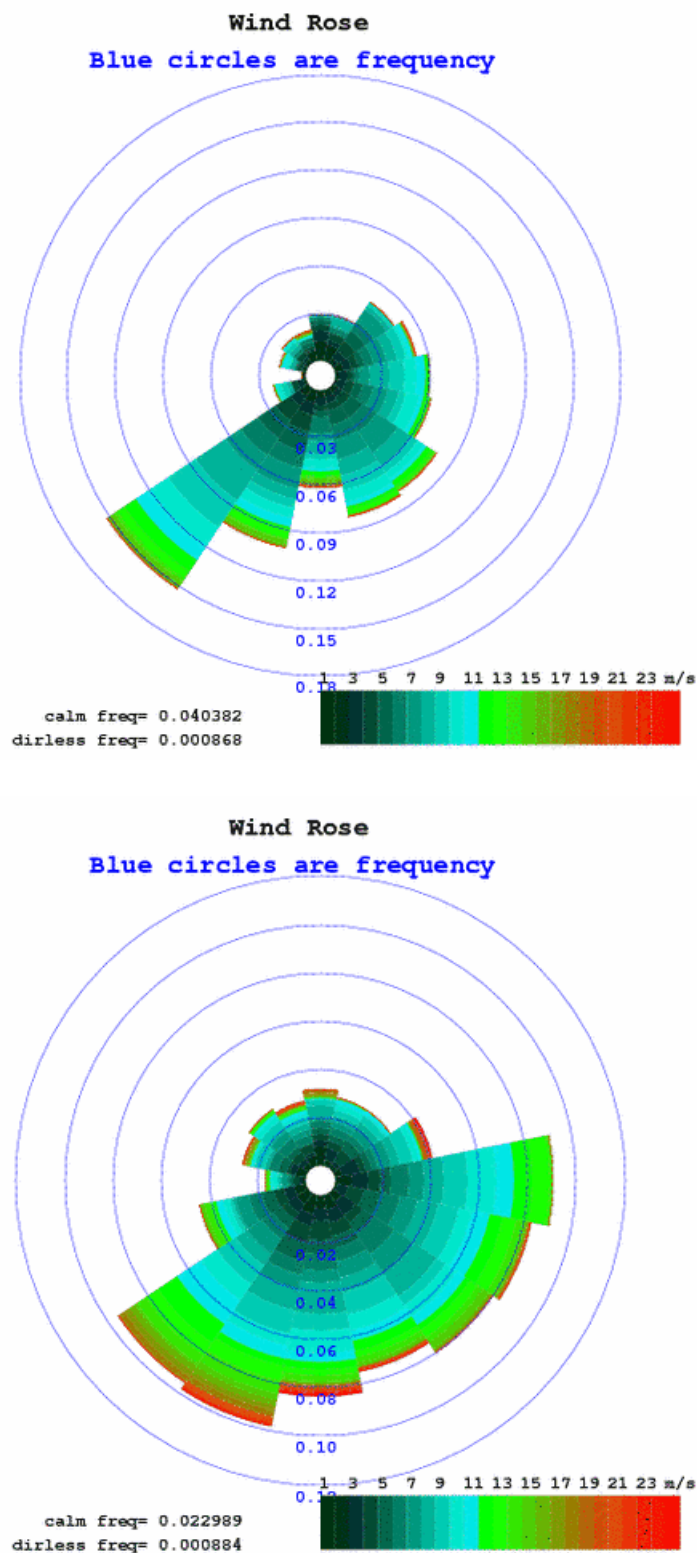 Wind Rose
Blue circles are frequency
0.03
0.06
0.09
0.12
0.15
0.18
1 3 5 7 9 11 13 15 17 19 21 23 m/s
calm freq= 0.040382
dirless freq= 0.000868
Wind Rose
Blue circles are frequency
0.02
0.04
0.06
0.08
0.10
0.12
1 3 5 7 9 11 13 15 17 19 21 23 m/s
calm freq= 0.022989
dirless freq= 0.000884